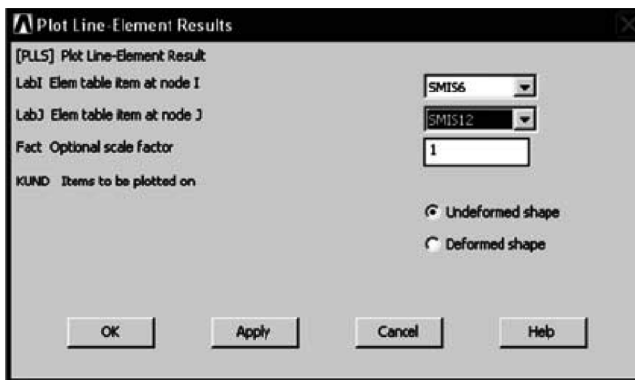 Plot Line-Element Results
[PLLS] Plot Line-Element Result
LabI Elem table item at node I
SMIS6
LabJ Elem table item at node J
SMIS12
Fact Optional scale factor
1
KUND Items to be plotted on
Undeformed shape
Deformed shape
OK Apply Cancel Help